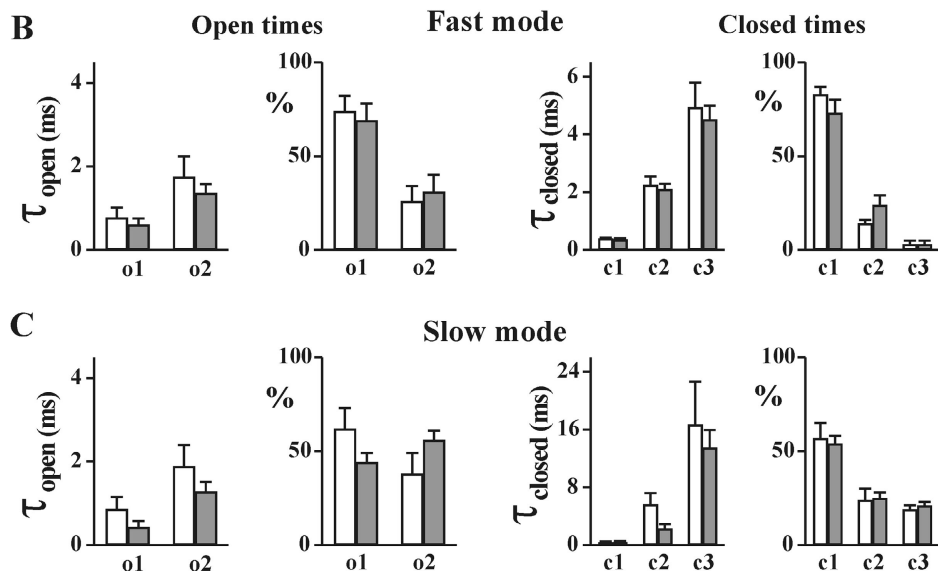 B
Fast mode
Open times
Closed times
τ open (ms)
4
2
0
o1
o2
%
100
50
0
o1
o2
τ closed (ms)
6
4
2
0
c1
c2
c3
%
100
50
0
c1
c2
c3
C
Slow mode
τ open (ms)
4
2
0
o1
o2
%
100
50
0
o1
o2
τ closed (ms)
24
16
8
0
c1
c2
c3
%
100
50
0
c1
c2
c3